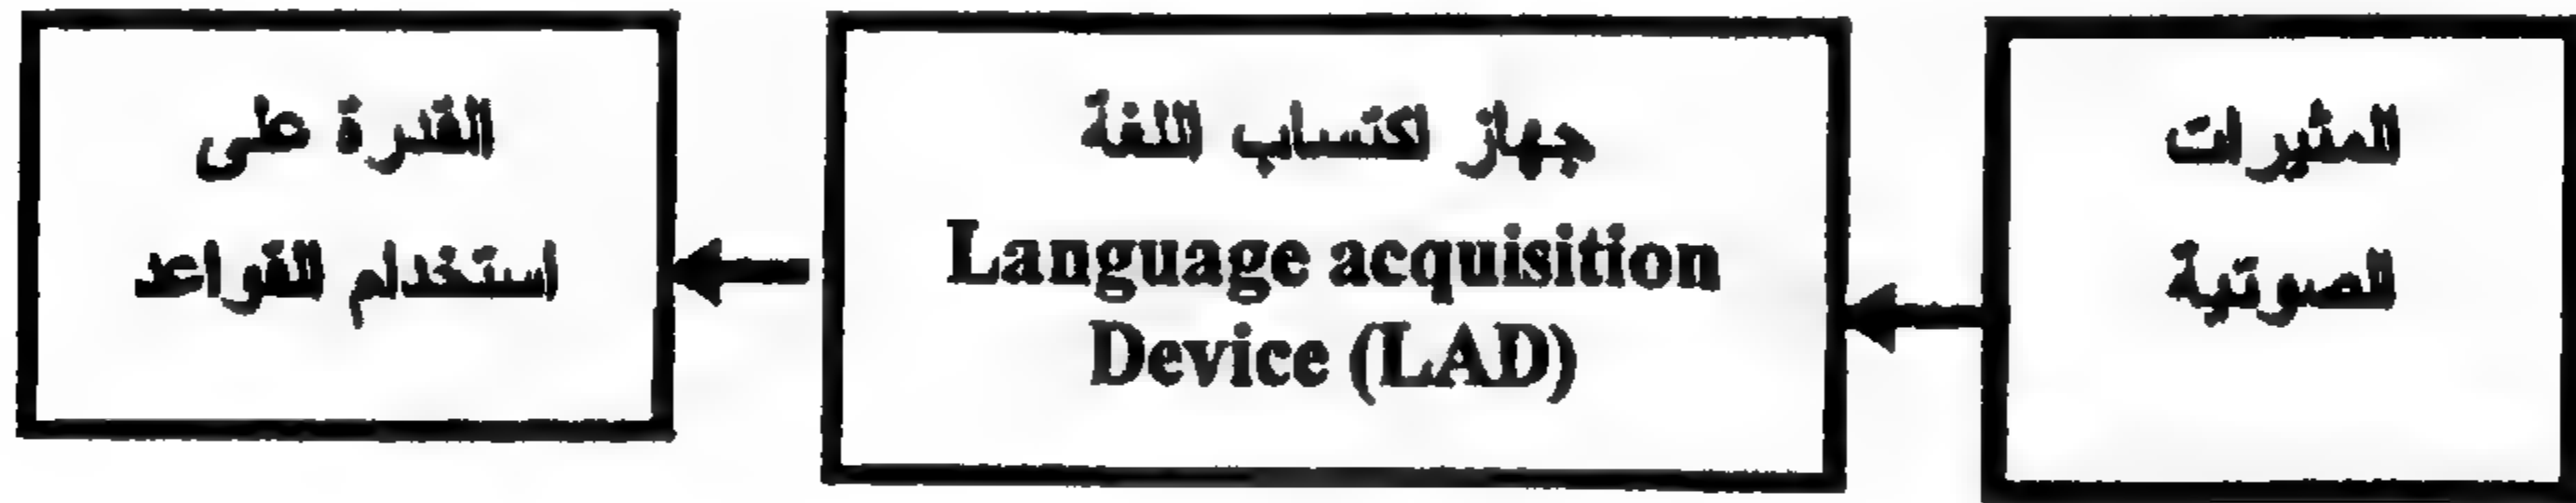 المثيرات
الصوتية
جهاز اكتساب اللغة
Language acquisition
Device (LAD)
القدرة على
استخدام القواعد